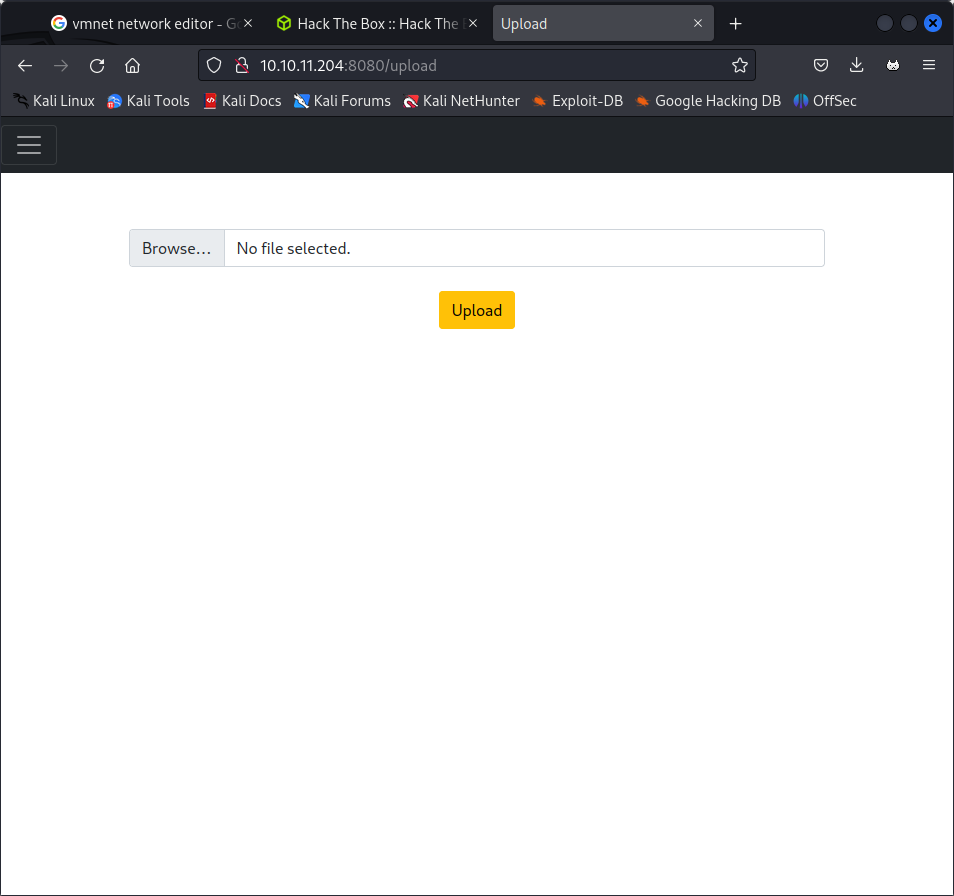 vmnet network editor - Go
Hack The Box :: Hack The
Upload
10.10.11.204:8080/upload
Kali Linux Kali Tools Kali Docs Kali Forums Kali NetHunter Exploit-DB Google Hacking DB OffSec
Browse... No file selected.
Upload